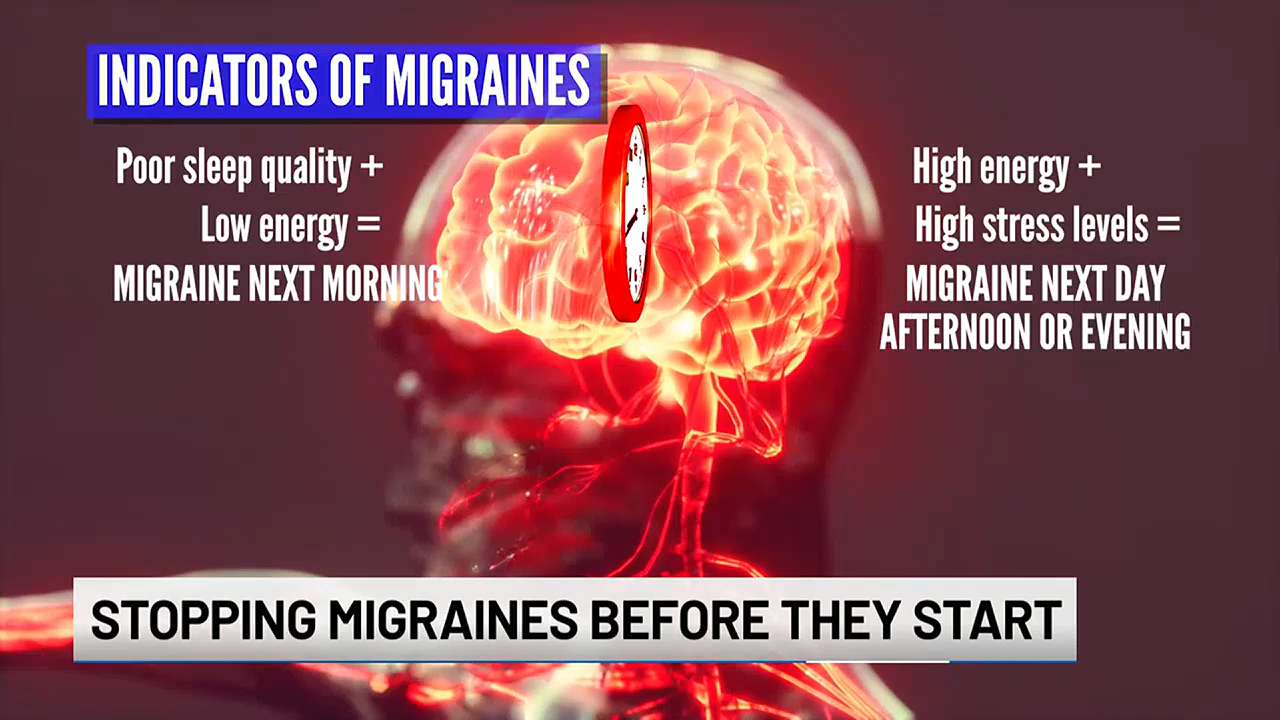 INDICATORS OF MIGRAINES
Poor sleep quality +
Low energy =
MIGRAINE NEXT MORNING
High energy +
High stress levels =
MIGRAINE NEXT DAY
AFTERNOON OR EVENING
STOPPING MIGRAINES BEFORE THEY START